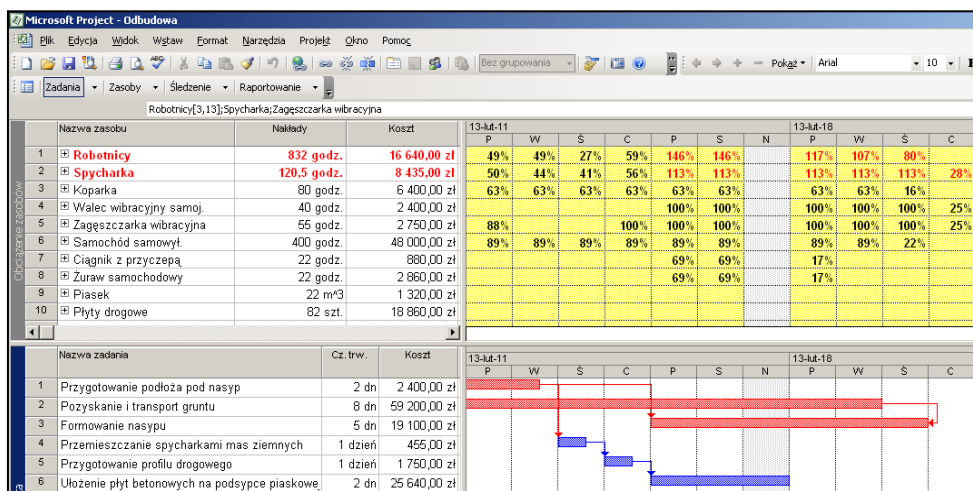 Microsoft Project - Odbudowa
Plik Edycja Widok Wstaw Format Narzędzia Projekt Okno Pomoc
Bez grupowania Pokaż Arial 10 B
Zadania Zasoby Śledzenie Raportowanie
Robotnicy[3,13];Spycharka;Zagęszczarka wibracyjna
Nazwa zasobu Nakłady Koszt 13-lut-11 13-lut-18
P W Ś C P S N P W Ś C
1 Robotnicy 832 godz. 16 640,00 zł 49% 49% 27% 59% 146% 146% 117% 107% 80%
2 Spycharka 120,5 godz. 8 435,00 zł 50% 44% 41% 56% 113% 113% 113% 113% 113% 28%
3 Koparka 80 godz. 6 400,00 zł 63% 63% 63% 63% 63% 63% 63% 63% 16%
4 Walec wibracyjny samoj. 40 godz. 2 400,00 zł 100% 100% 100% 100% 100% 25%
5 Zagęszczarka wibracyjna 55 godz. 2 750,00 zł 88% 100% 100% 100% 100% 100% 100% 25%
6 Samochód samowył. 400 godz. 48 000,00 zł 89% 89% 89% 89% 89% 89% 89% 89% 22%
7 Ciągnik z przyczepą 22 godz. 880,00 zł 69% 69% 17%
8 Żuraw samochodowy 22 godz. 2 860,00 zł 69% 69% 17%
9 Piasek 22 m^3 1 320,00 zł
10 Płyty drogowe 82 szt. 18 860,00 zł
Obciążenie zasobów
Nazwa zadania Cz. trw. Koszt 13-lut-11 13-lut-18
P W Ś C P S N P W Ś C
1 Przygotowanie podłoża pod nasyp 2 dn 2 400,00 zł
2 Pozyskanie i transport gruntu 8 dn 59 200,00 zł
3 Formowanie nasypu 5 dn 19 100,00 zł
4 Przemieszczanie spycharkami mas ziemnych 1 dzień 455,00 zł
5 Przygotowanie profilu drogowego 1 dzień 1 750,00 zł
6 Ułożenie płyt betonowych na podsypce piaskowe 2 dn 25 640,00 zł